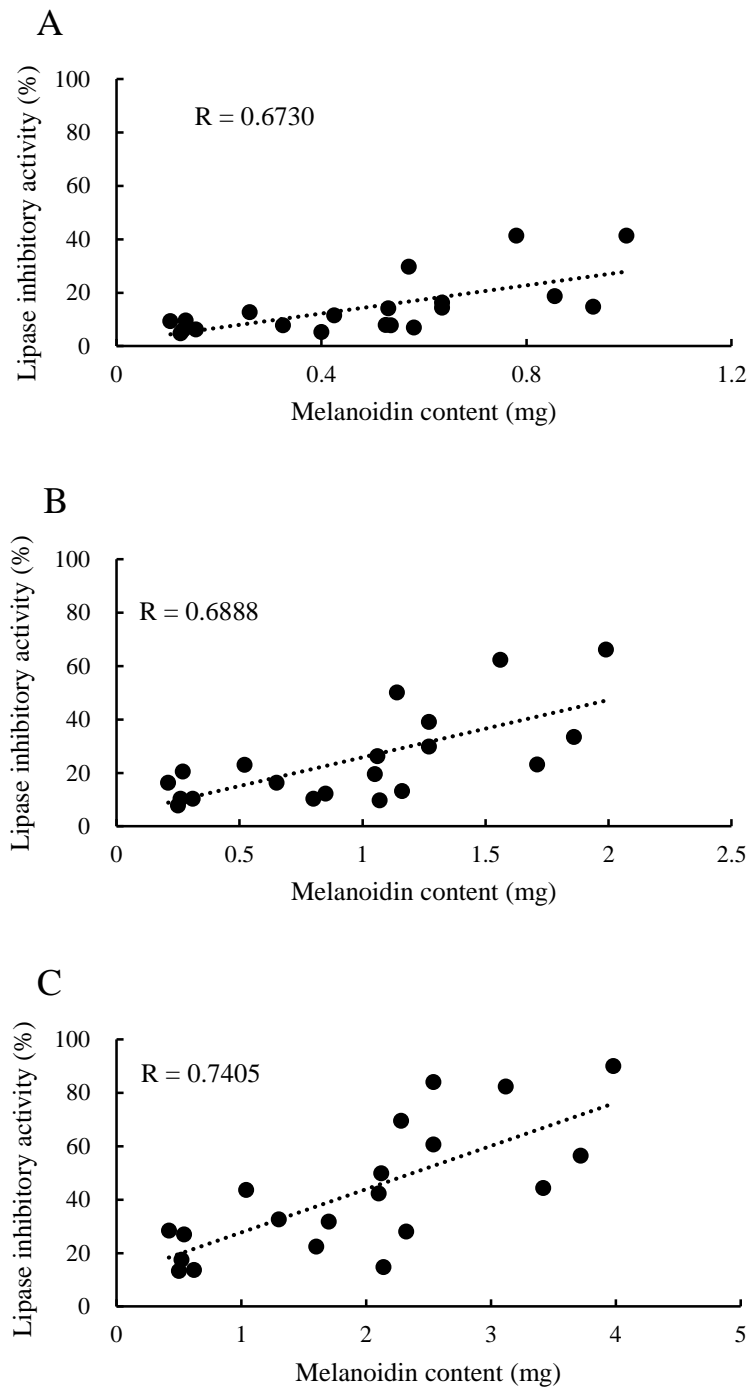 A
Lipase inhibitory activity (%)
100
80
60
40
20
0
R = 0.6730
0
0.4
0.8
1.2
Melanoidin content (mg)
B
Lipase inhibitory activity (%)
100
80
60
40
20
0
R = 0.6888
0
0.5
1
1.5
2
2.5
Melanoidin content (mg)
C
Lipase inhibitory activity (%)
100
80
60
40
20
0
R = 0.7405
0
1
2
3
4
5
Melanoidin content (mg)